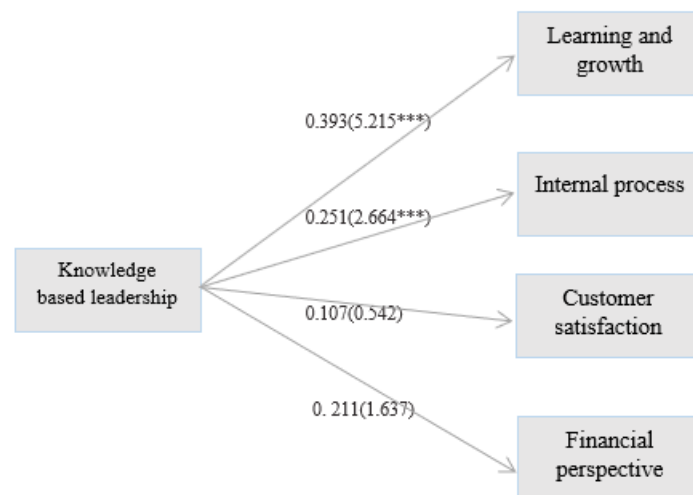 Learning and
growth
0.393(5.215***)
Internal process
0.251(2.664***)
Knowledge
based leadership
Customer
satisfaction
0.107(0.542)
0. 211(1.637)
Financial
perspective